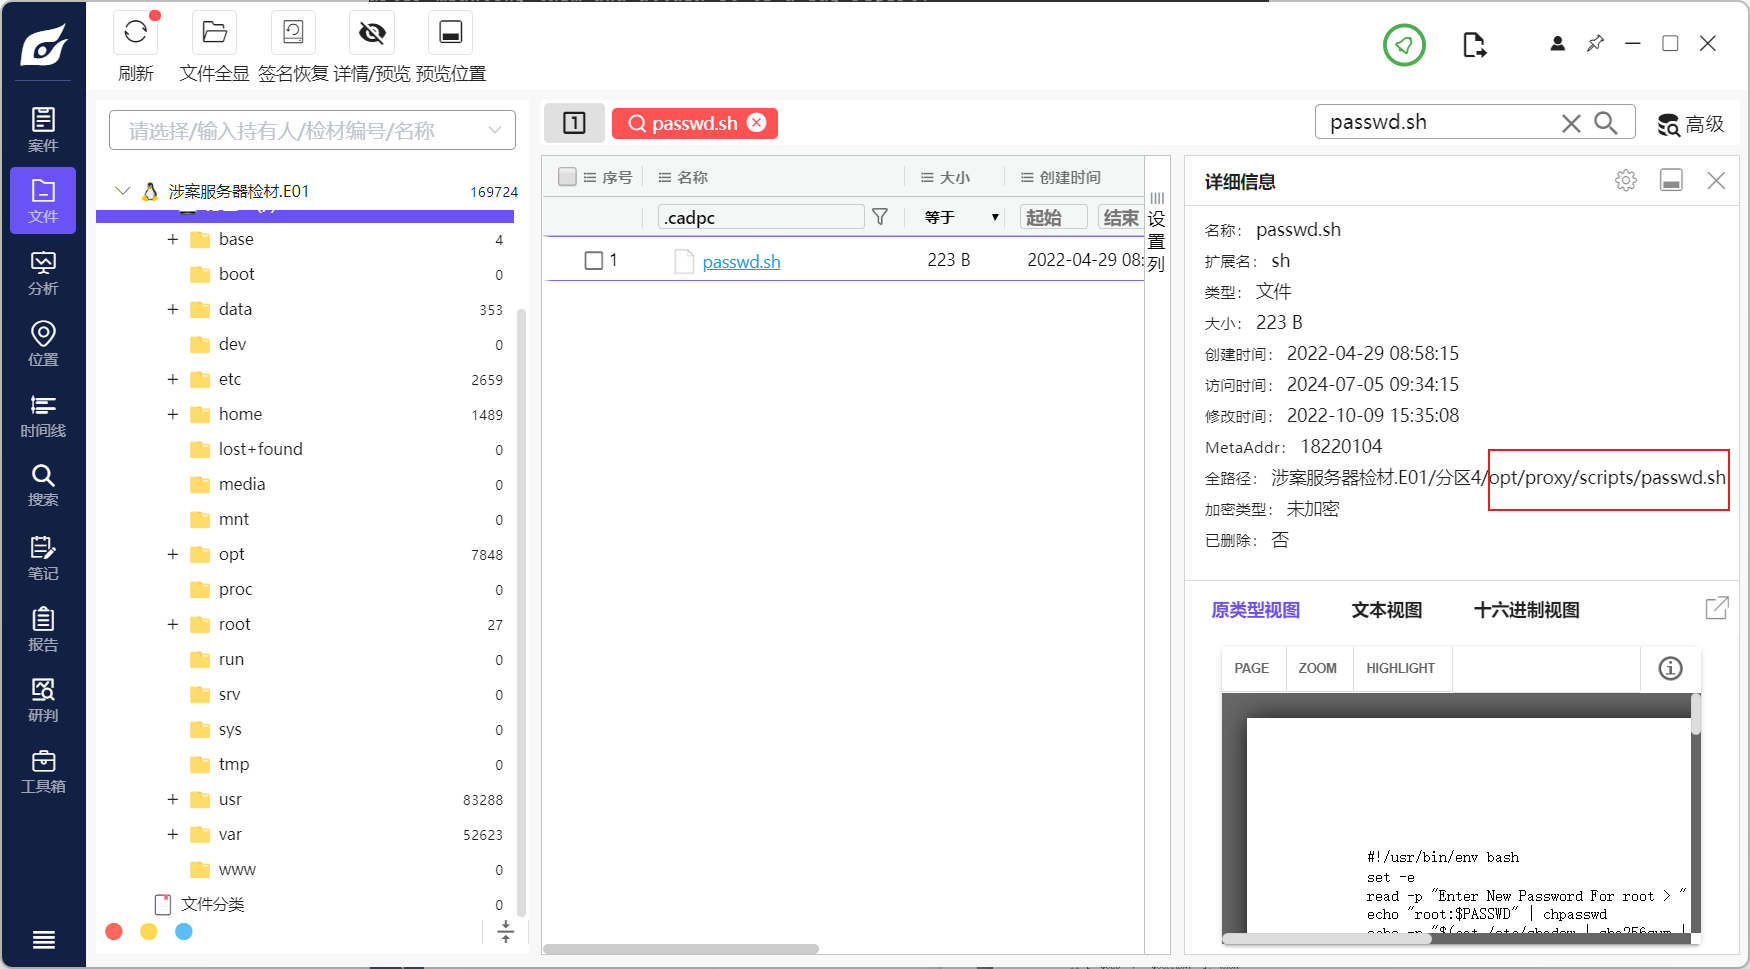 刷新
文件全显
签名恢复
详情/预览
预览位置
案件
文件
分析
位置
时间线
搜索
笔记
报告
研判
工具箱
请选择/输入持有人/检材编号/名称
涉案服务器检材.E01 169724
base 4
boot 0
data 353
dev 0
etc 2659
home 1489
lost+found 0
media 0
mnt 0
opt 7848
proc 0
root 27
run 0
srv 0
sys 0
tmp 0
usr 83288
var 52623
www 0
文件分类 0
1
passwd.sh
passwd.sh
高级
序号 名称 大小 创建时间
.cadpc 等于 起始 结束
1 passwd.sh 223 B 2022-04-29 08:
设置列
详细信息
名称: passwd.sh
扩展名: sh
类型: 文件
大小: 223 B
创建时间: 2022-04-29 08:58:15
访问时间: 2024-07-05 09:34:15
修改时间: 2022-10-09 15:35:08
MetaAddr: 18220104
全路径: 涉案服务器检材.E01/分区4/opt/proxy/scripts/passwd.sh
加密类型: 未加密
已删除: 否
原类型视图 文本视图 十六进制视图
PAGE ZOOM HIGHLIGHT
#!/usr/bin/env bash
set -e
read -p "Enter New Password For root > "
echo "root:$PASSWD" | chpasswd